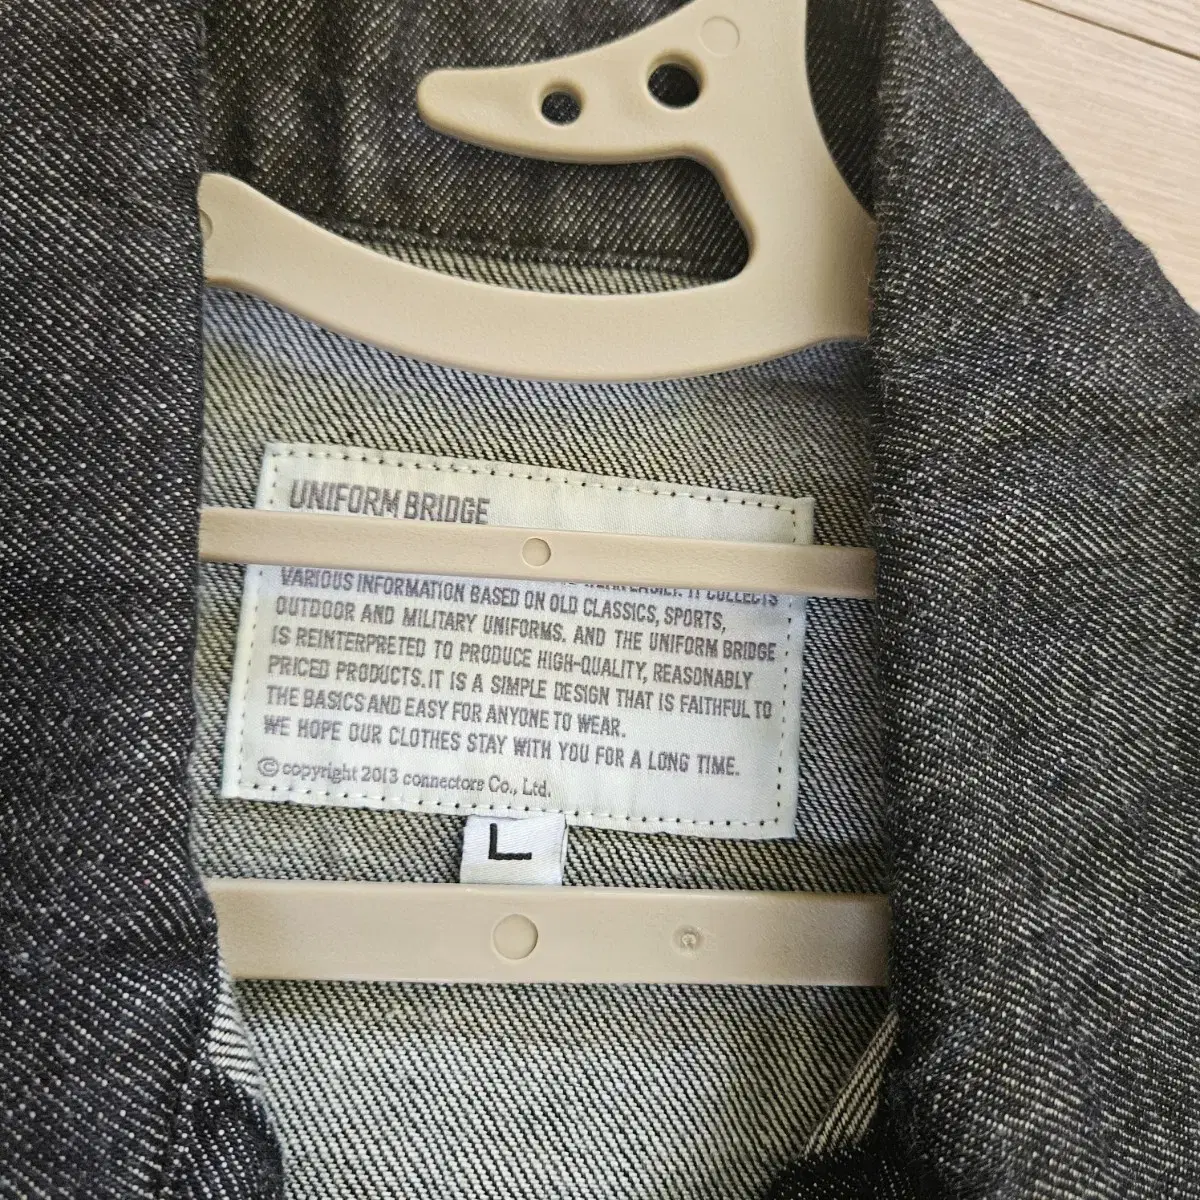 UNIFORM BRIDGE
EASIER. IT COLLECTS
VARIOUS INFORMATION BASED ON OLD CLASSICS, SPORTS,
OUTDOOR AND MILITARY UNIFORMS. AND THE UNIFORM BRIDGE
IS REINTERPRETED TO PRODUCE HIGH-QUALITY, REASONABLY
PRICED PRODUCTS. IT IS A SIMPLE DESIGN THAT IS FAITHFUL TO
THE BASICS AND EASY FOR ANYONE TO WEAR.
WE HOPE OUR CLOTHES STAY WITH YOU FOR A LONG TIME.
© copyright 2013 connectors Co., Ltd.
L